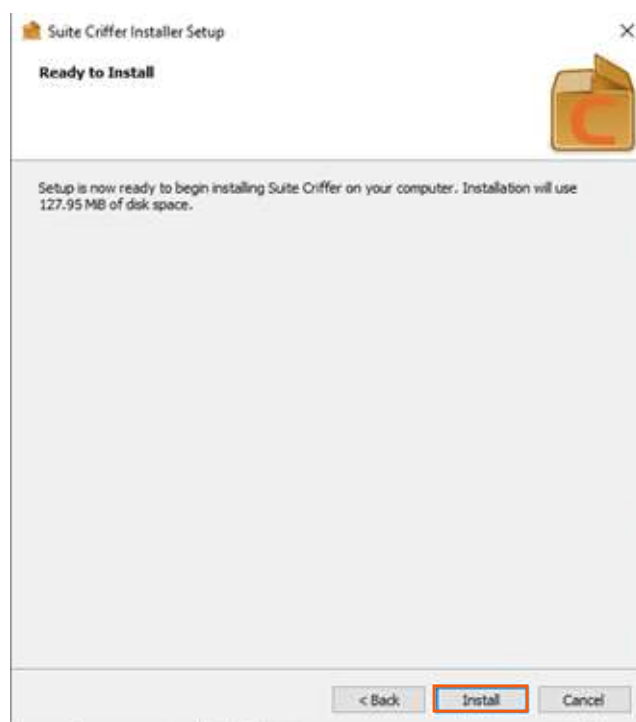 Suite Criffer Installer Setup
Ready to Install
C
Setup is now ready to begin installing Suite Criffer on your computer. Installation will use
127.95 MiB of disk space.
< Back Install Cancel